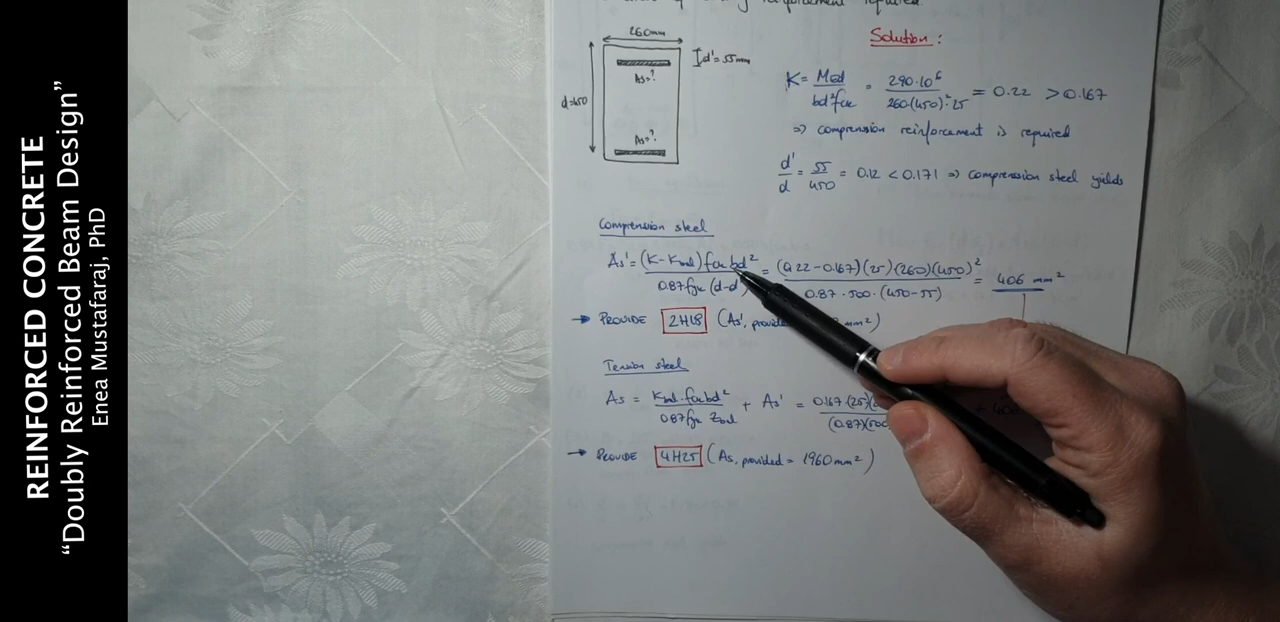 REINFORCED CONCRETE
“Doubly Reinforced Beam Design”
Enea Mustafaraj, PhD
required
Solution:
260mm
d'=55mm
As=?
d=450
As=?
K = MEd / bd²fck = 290·10⁶ / 260·(450)²·25 = 0.22 > 0.167
=> compression reinforcement is required
d'/d = 55/450 = 0.12 < 0.171 => Compression steel yields
Compression steel
As' = (K-Kbal) fck bd² / 0.87fyk (d-d') = (0.22-0.167)(25)(260)(450)² / 0.87·500·(450-55) = 406 mm²
→ PROVIDE 2H18 (As', mm²)
Tension steel
As = Kbal·fck bd² / 0.87fyk Zbal + As' = 0.167(25) / (0.87)(500
→ PROVIDE 4H25 (As, provided = 1960mm²)